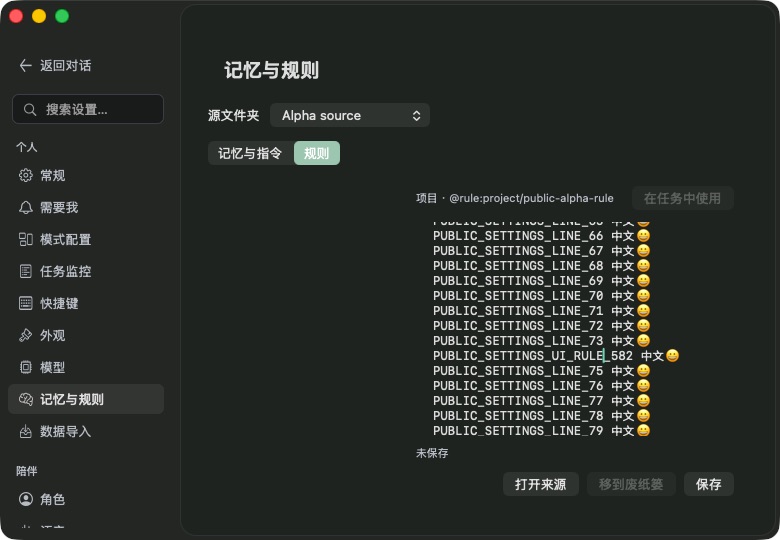 返回对话
搜索设置...
个人
常规
需要我
模式配置
任务监控
快捷键
外观
模型
记忆与规则
数据导入
陪伴
角色
记忆与规则
源文件夹 Alpha source
记忆与指令 规则
项目 · @rule:project/public-alpha-rule 在任务中使用
PUBLIC_SETTINGS_LINE_65 中文😀
PUBLIC_SETTINGS_LINE_66 中文😀
PUBLIC_SETTINGS_LINE_67 中文😀
PUBLIC_SETTINGS_LINE_68 中文😀
PUBLIC_SETTINGS_LINE_69 中文😀
PUBLIC_SETTINGS_LINE_70 中文😀
PUBLIC_SETTINGS_LINE_71 中文😀
PUBLIC_SETTINGS_LINE_72 中文😀
PUBLIC_SETTINGS_LINE_73 中文😀
PUBLIC_SETTINGS_UI_RULE_582 中文😀
PUBLIC_SETTINGS_LINE_75 中文😀
PUBLIC_SETTINGS_LINE_76 中文😀
PUBLIC_SETTINGS_LINE_77 中文😀
PUBLIC_SETTINGS_LINE_78 中文😀
PUBLIC_SETTINGS_LINE_79 中文😀
未保存
打开来源 移到废纸篓 保存